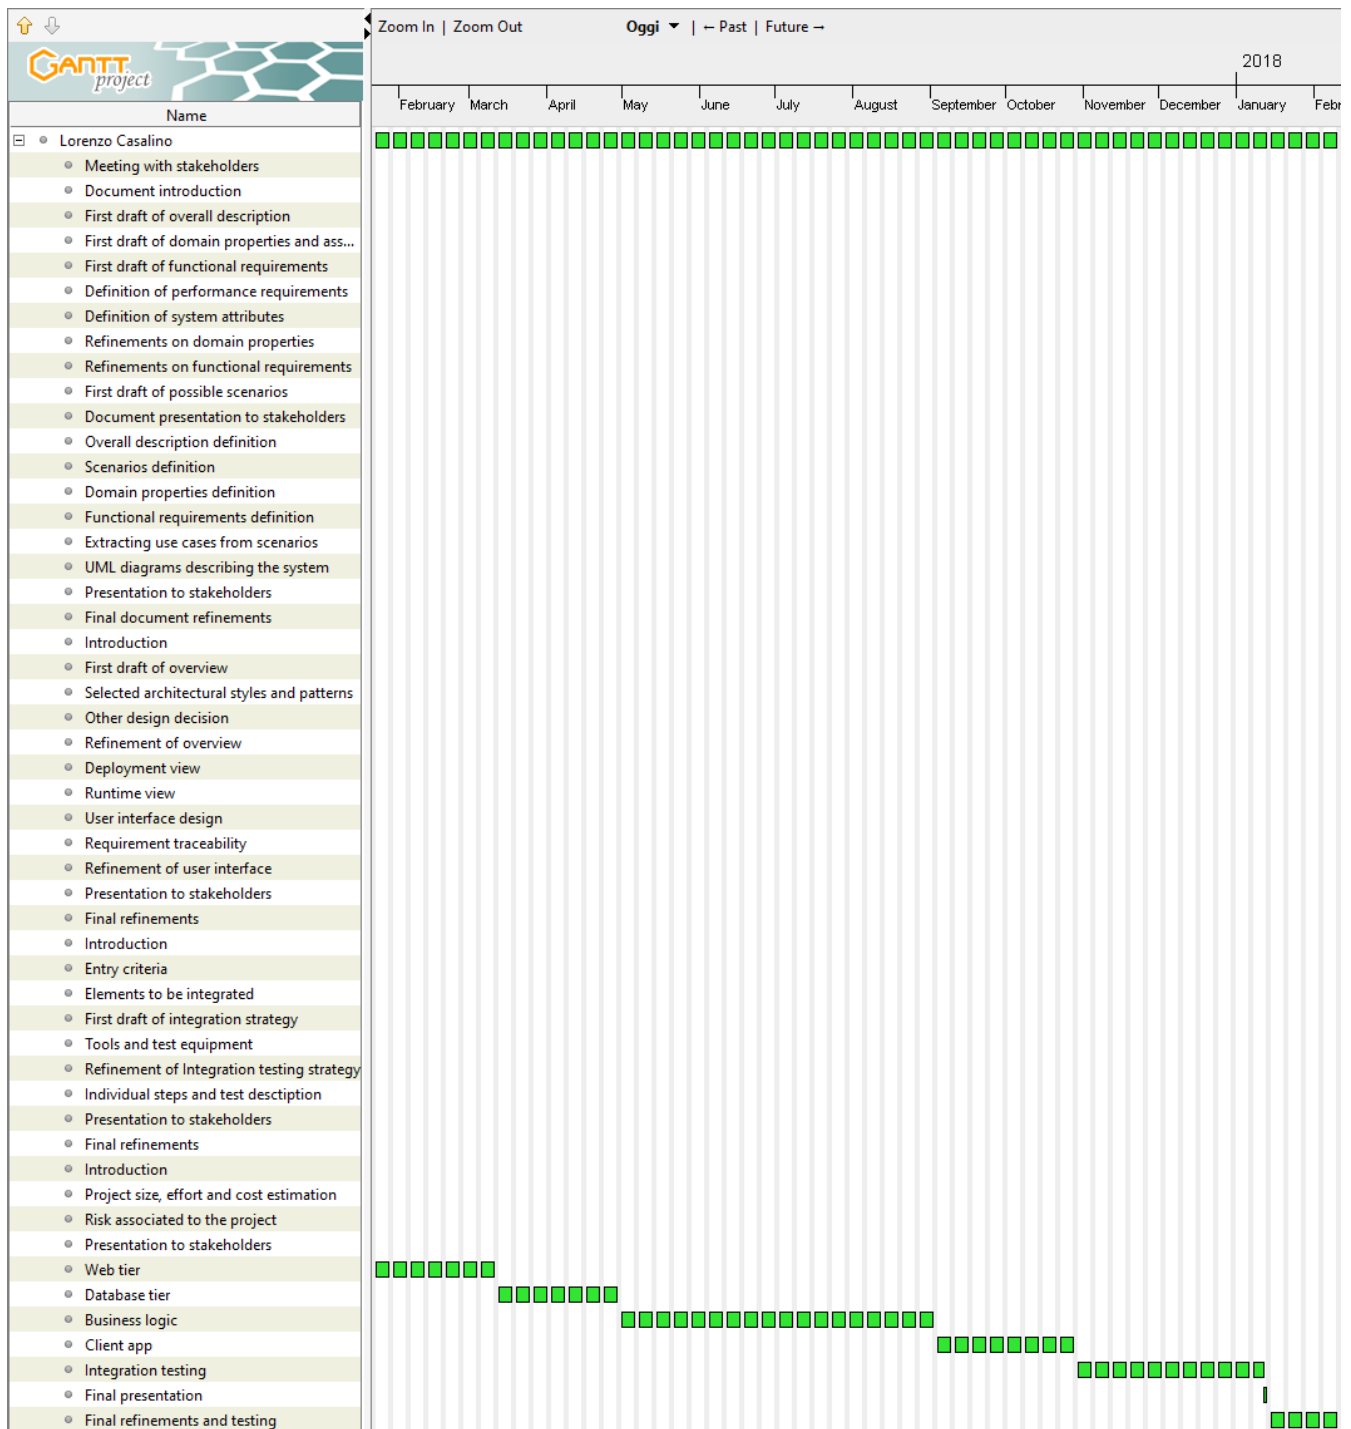 Zoom In | Zoom Out Oggi | ← Past | Future →
GANTT
project
2018
February March April May June July August September October November December January Febr
Name
Lorenzo Casalino
Meeting with stakeholders
Document introduction
First draft of overall description
First draft of domain properties and ass...
First draft of functional requirements
Definition of performance requirements
Definition of system attributes
Refinements on domain properties
Refinements on functional requirements
First draft of possible scenarios
Document presentation to stakeholders
Overall description definition
Scenarios definition
Domain properties definition
Functional requirements definition
Extracting use cases from scenarios
UML diagrams describing the system
Presentation to stakeholders
Final document refinements
Introduction
First draft of overview
Selected architectural styles and patterns
Other design decision
Refinement of overview
Deployment view
Runtime view
User interface design
Requirement traceability
Refinement of user interface
Presentation to stakeholders
Final refinements
Introduction
Entry criteria
Elements to be integrated
First draft of integration strategy
Tools and test equipment
Refinement of Integration testing strategy
Individual steps and test desctiption
Presentation to stakeholders
Final refinements
Introduction
Project size, effort and cost estimation
Risk associated to the project
Presentation to stakeholders
Web tier
Database tier
Business logic
Client app
Integration testing
Final presentation
Final refinements and testing